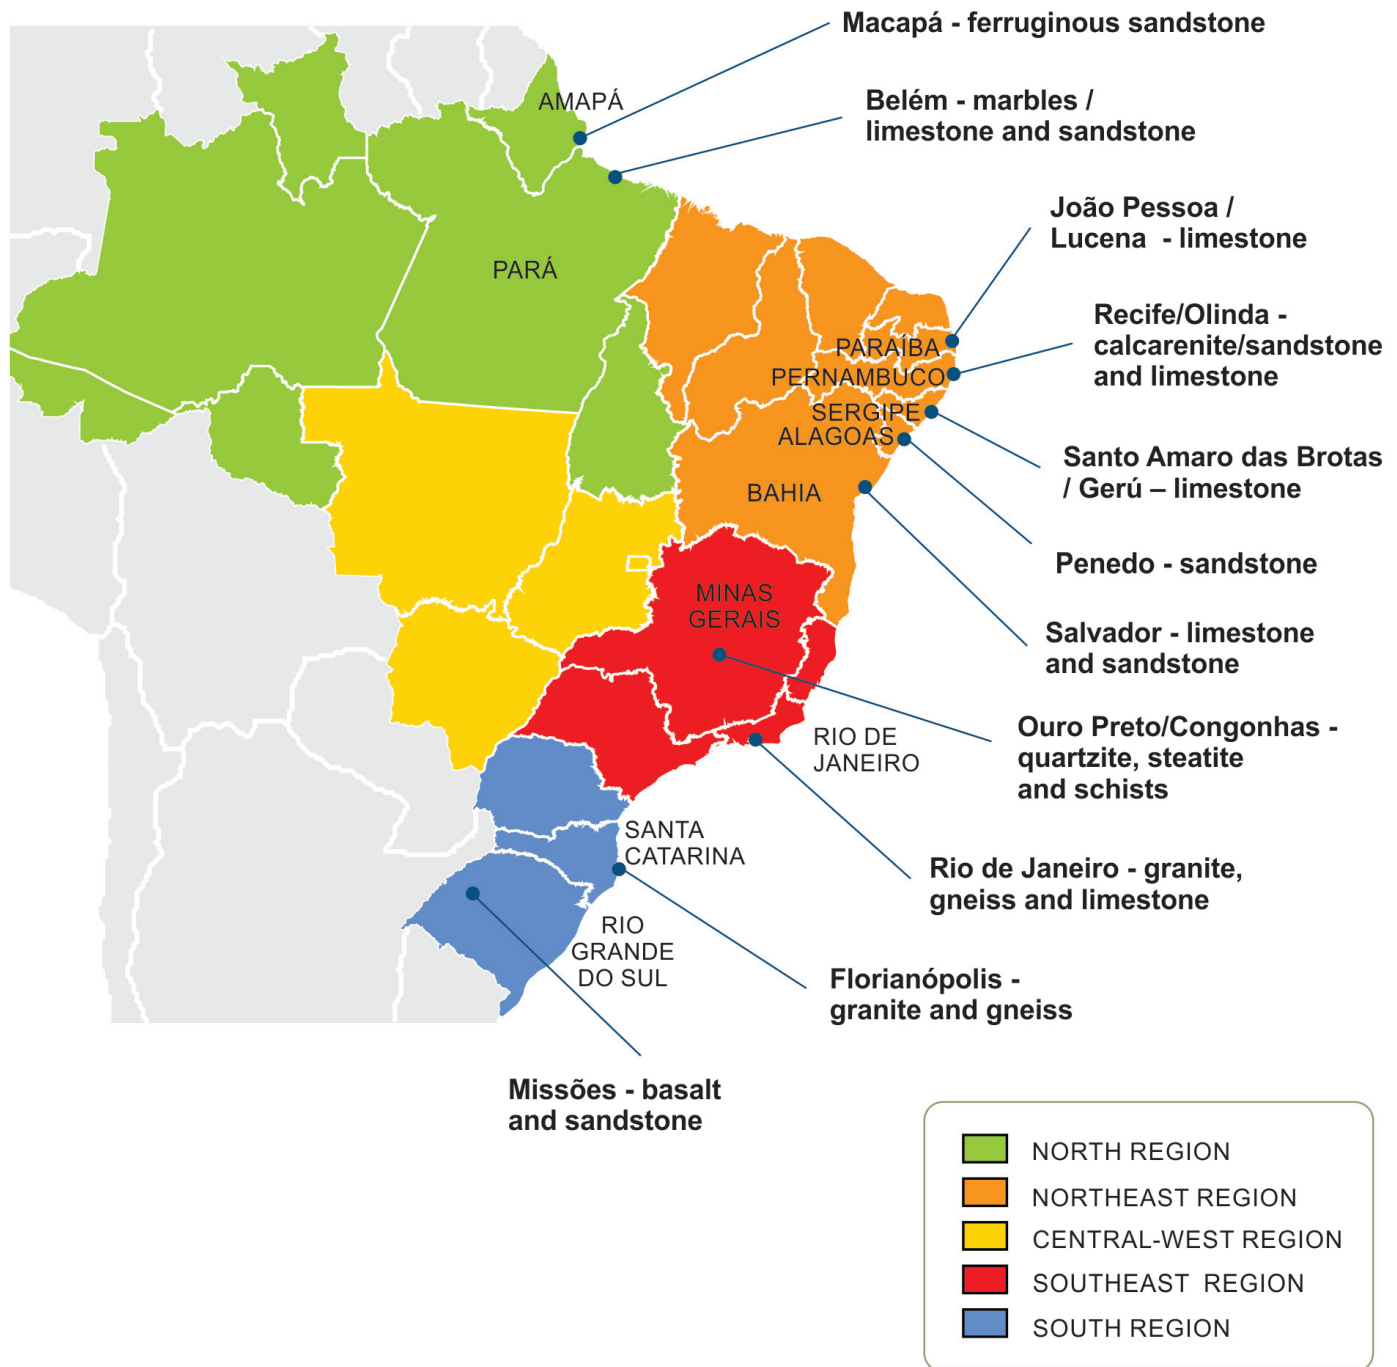 Macapá - ferruginous sandstone
Belém - marbles /
limestone and sandstone
João Pessoa /
Lucena - limestone
Recife/Olinda -
calcarenite/sandstone
and limestone
Santo Amaro das Brotas
/ Gerú – limestone
Penedo - sandstone
Salvador - limestone
and sandstone
Ouro Preto/Congonhas -
quartzite, steatite
and schists
Rio de Janeiro - granite,
gneiss and limestone
Florianópolis -
granite and gneiss
Missões - basalt
and sandstone
AMAPÁ
PARÁ
PARAÍBA
PERNAMBUCO
SERGIPE
ALAGOAS
BAHIA
MINAS
GERAIS
RIO DE
JANEIRO
SANTA
CATARINA
RIO
GRANDE
DO SUL
NORTH REGION
NORTHEAST REGION
CENTRAL-WEST REGION
SOUTHEAST REGION
SOUTH REGION